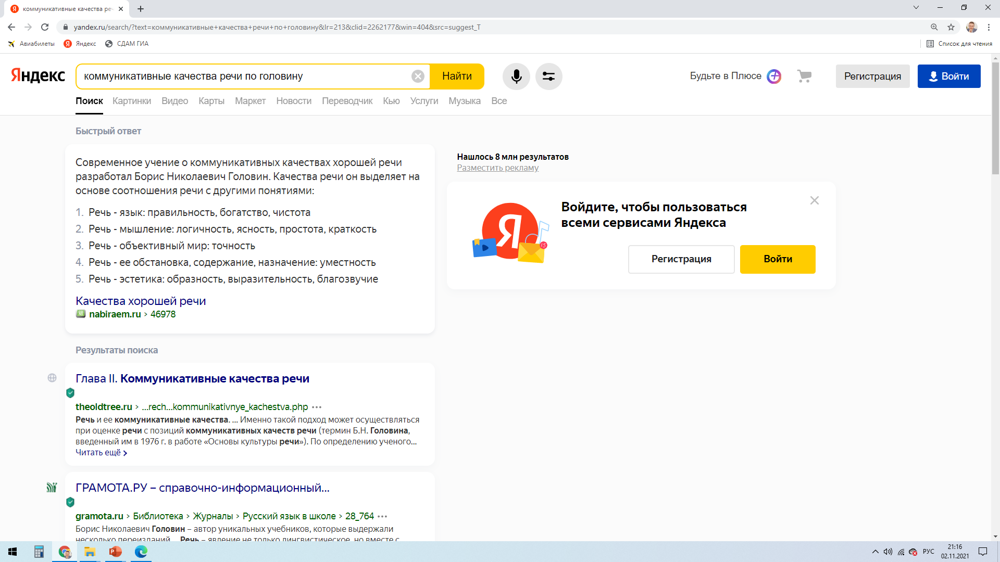 коммуникативные качества ре
yandex.ru/search/?text=коммуникативные+качества+речи+по+головину&lr=213&clid=2262177&win=404&src=suggest_T
Авиабилеты Яндекс СДАМ ГИА Список для чтения
Яндекс коммуникативные качества речи по головину Найти Будьте в Плюсе Регистрация Войти
Поиск Картинки Видео Карты Маркет Новости Переводчик Кью Услуги Музыка Все
Быстрый ответ
Современное учение о коммуникативных качествах хорошей речи
разработал Борис Николаевич Головин. Качества речи он выделяет на
основе соотношения речи с другими понятиями:
1. Речь - язык: правильность, богатство, чистота
2. Речь - мышление: логичность, ясность, простота, краткость
3. Речь - объективный мир: точность
4. Речь - ее обстановка, содержание, назначение: уместность
5. Речь - эстетика: образность, выразительность, благозвучие
Качества хорошей речи
nabiraem.ru › 46978
Нашлось 8 млн результатов
Разместить рекламу
Я
15
Войдите, чтобы пользоваться
всеми сервисами Яндекса
Регистрация Войти
Результаты поиска
Глава II. Коммуникативные качества речи
theoldtree.ru › ...rech...kommunikativnye_kachestva.php
Речь и ее коммуникативные качества. ... Именно такой подход может осуществляться
при оценке речи с позиций коммуникативных качеств речи (термин Б.Н. Головина,
введенный им в 1976 г. в работе «Основы культуры речи»). По определению ученого...
Читать ещё ›
ГРАМОТА.РУ – справочно-информационный...
gramota.ru › Библиотека › Журналы › Русский язык в школе › 28_764
Борис Николаевич Головин – автор уникальных учебников, которые выдержали
несколько переизданий. ... Речь – явление не только лингвистическое, но вместе с
РУС
21:16
02.11.2021